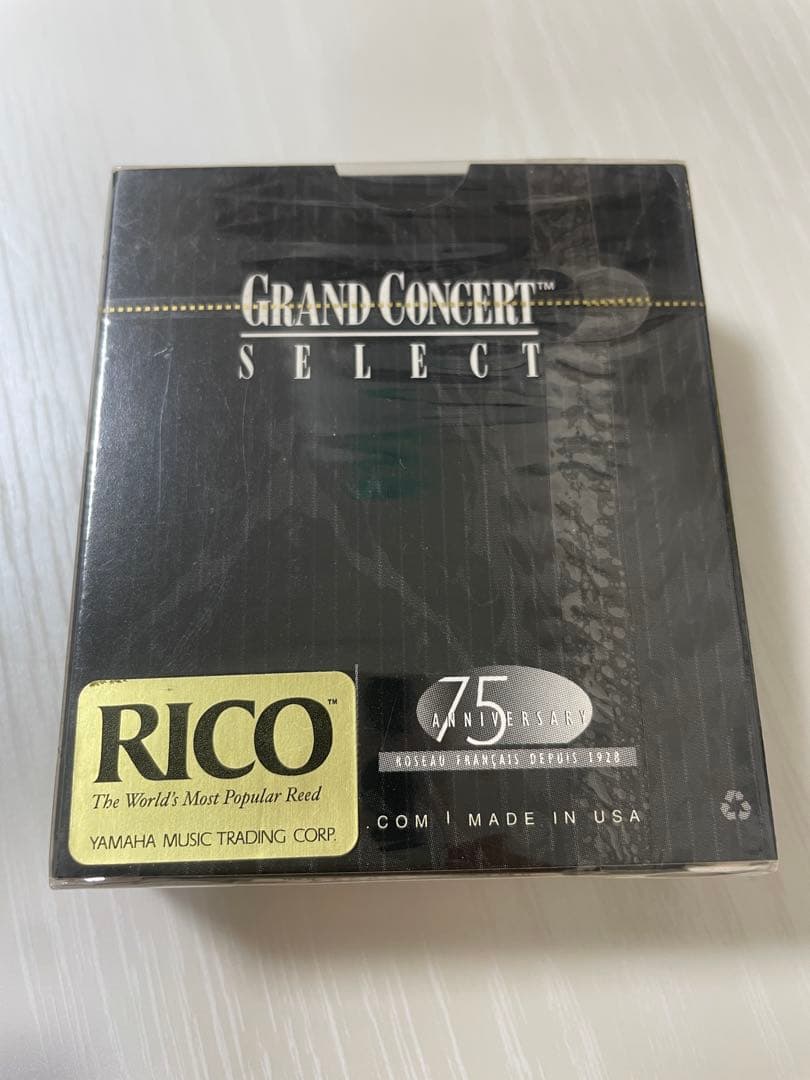 GRAND CONCERT™
SELECT
75
ANNIVERSARY
ROSEAU FRANÇAIS DEPUIS 1928
RICO™
The World's Most Popular Reed
YAMAHA MUSIC TRADING CORP.
.COM | MADE IN USA